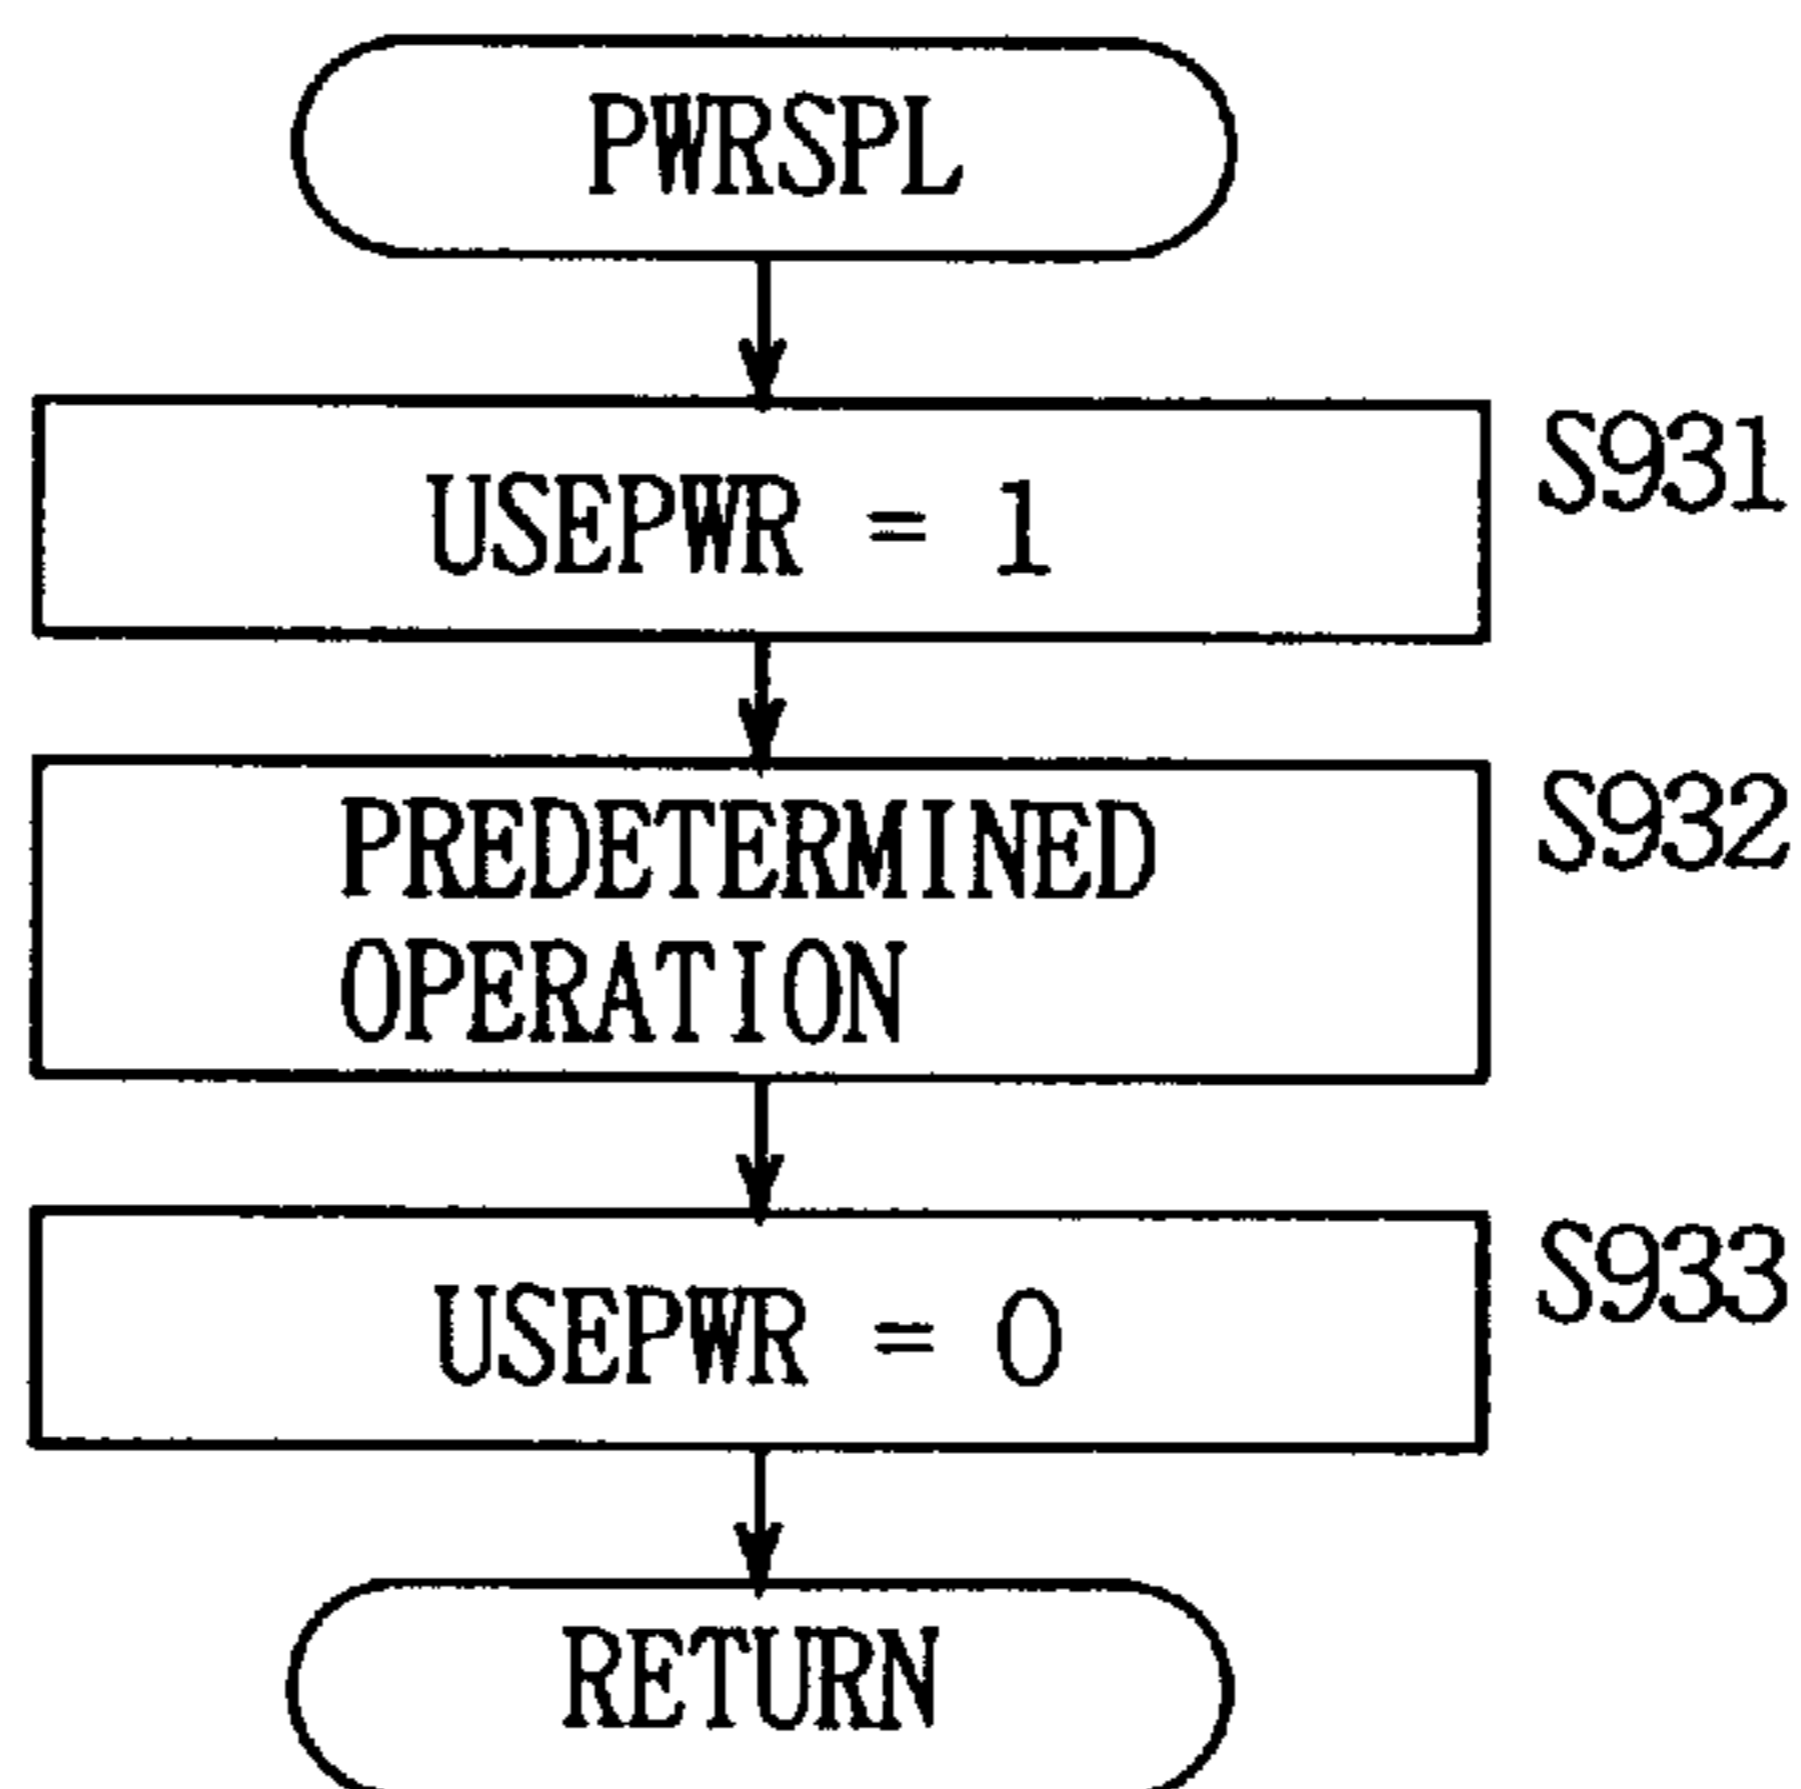 PWRSPL
USEPWR = 1
S931
PREDETERMINED
OPERATION
S932
USEPWR = 0
S933
RETURN